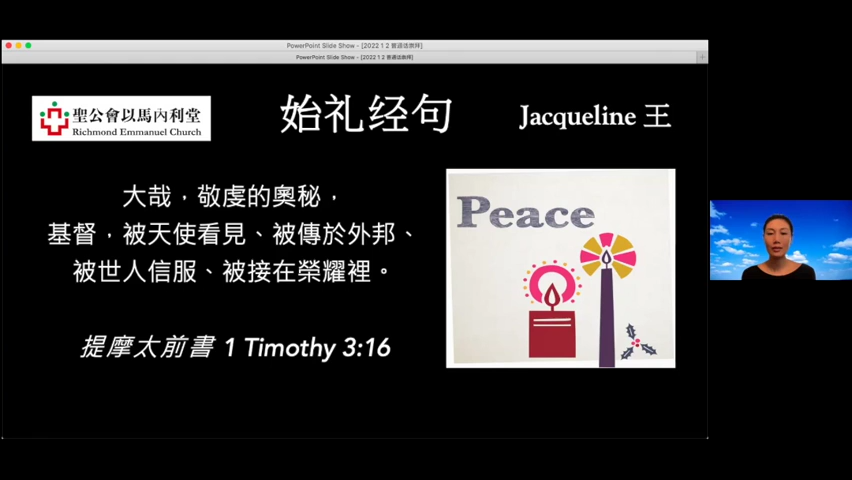 PowerPoint Slide Show - [2022 1 2 普通话崇拜]
PowerPoint Slide Show - [2022 1 2 普通话崇拜]
聖公會以馬內利堂
Richmond Emmanuel Church
始礼经句
Jacqueline 王
大哉，敬虔的奧秘，
基督，被天使看見、被傳於外邦、
被世人信服、被接在榮耀裡。
提摩太前書 1 Timothy 3:16
Peace